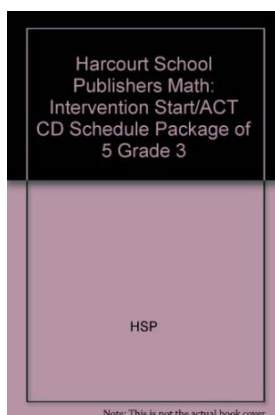 Harcourt School
Publishers Math:
Intervention Start/ACT
CD Schedule Package of
5 Grade 3
HSP
Note: This is not the actual book cover